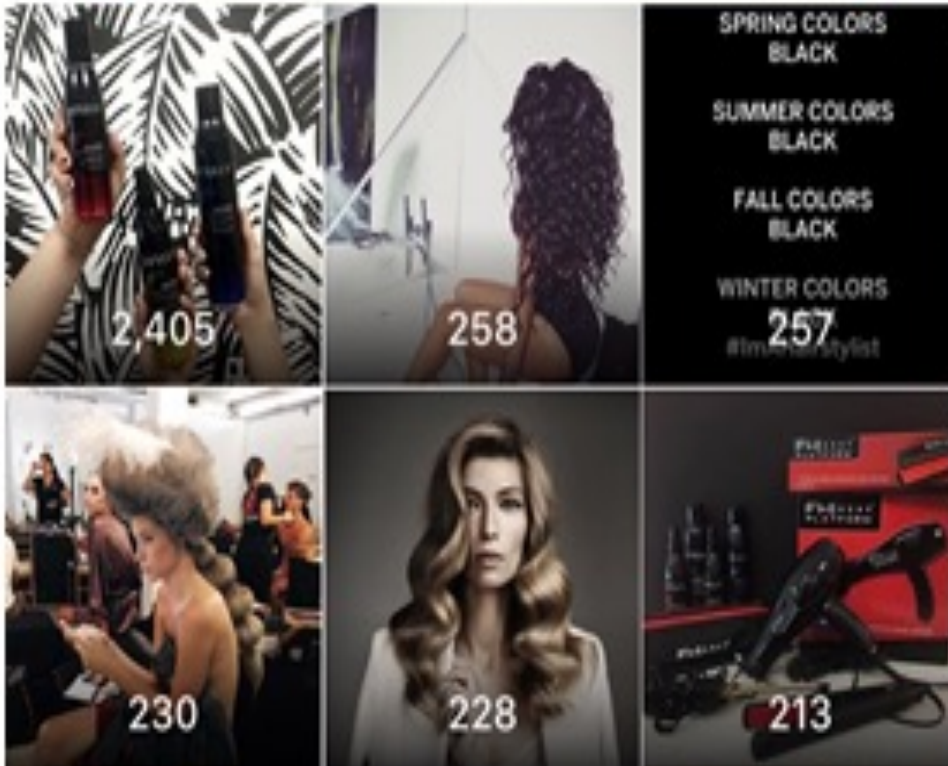 2,405
258
SPRING COLORS
BLACK
SUMMER COLORS
BLACK
FALL COLORS
BLACK
WINTER COLORS
257
230
228
213